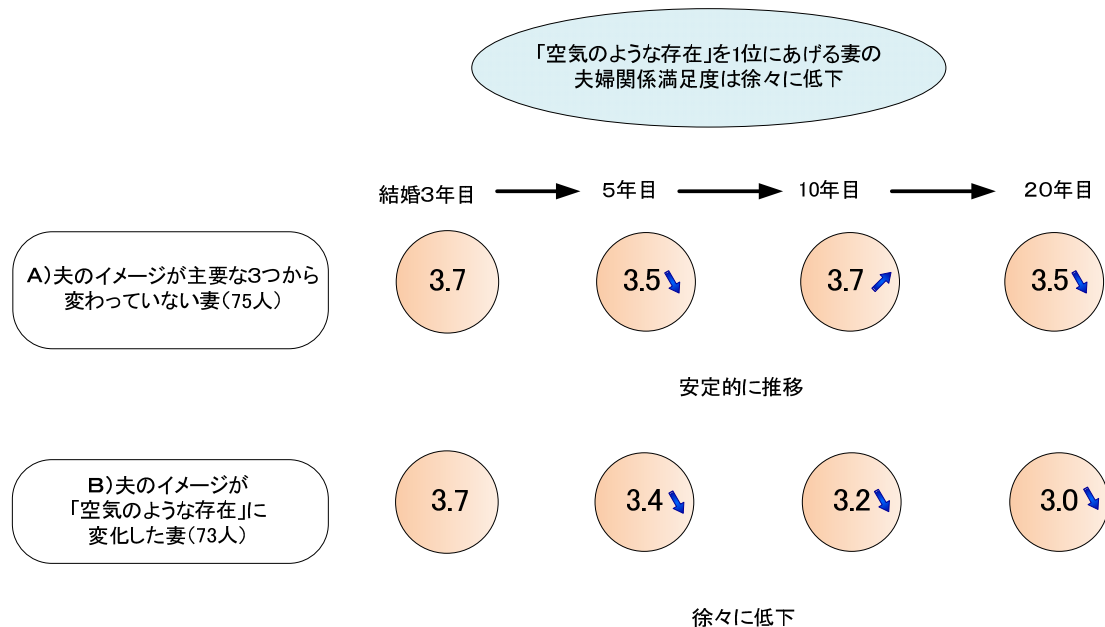 「空気のような存在」を1位にあげる妻の
夫婦関係満足度は徐々に低下
結婚3年目 5年目 10年目 20年目
A)夫のイメージが主要な3つから
変わっていない妻(75人)
3.7 3.5 3.7 3.5
安定的に推移
B)夫のイメージが
「空気のような存在」に
変化した妻(73人)
3.7 3.4 3.2 3.0
徐々に低下